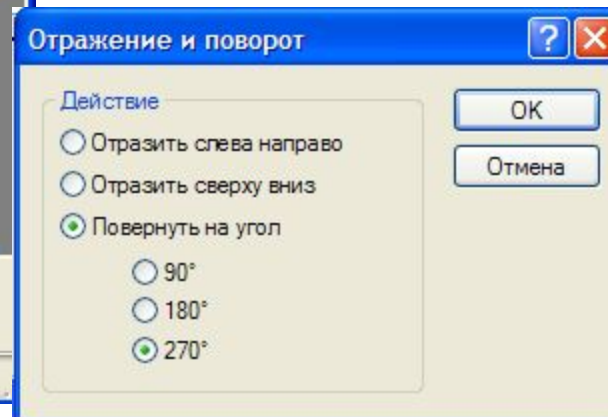 Отражение и поворот
Действие
Отразить слева направо
Отразить сверху вниз
Повернуть на угол
90°
180°
270°
OK
Отмена